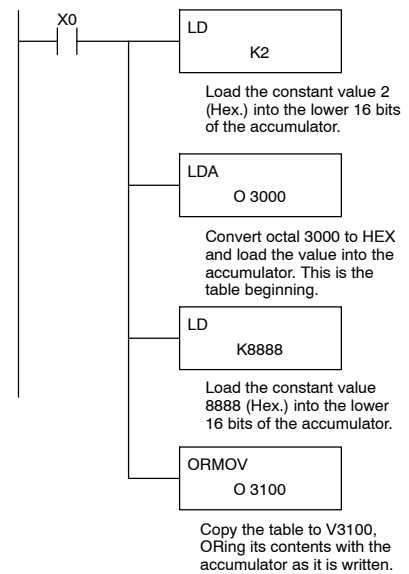 X0
LD
K2
Load the constant value 2
(Hex.) into the lower 16 bits
of the accumulator.
LDA
O 3000
Convert octal 3000 to HEX
and load the value into the
accumulator. This is the
table beginning.
LD
K8888
Load the constant value
8888 (Hex.) into the lower
16 bits of the accumulator.
ORMOV
O 3100
Copy the table to V3100,
ORing its contents with the
accumulator as it is written.